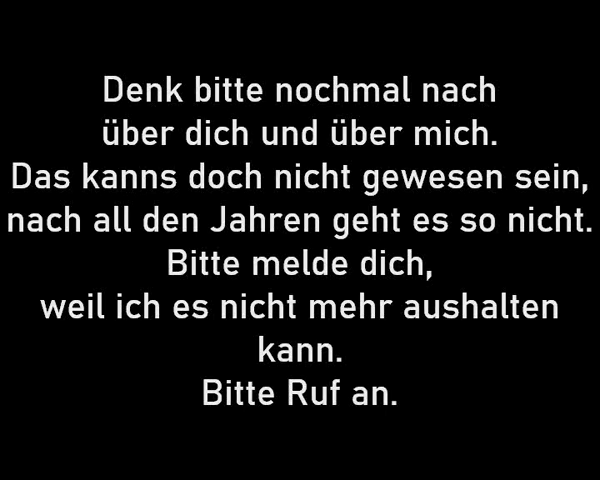 Denk bitte nochmal nach
über dich und über mich.
Das kanns doch nicht gewesen sein,
nach all den Jahren geht es so nicht.
Bitte melde dich,
weil ich es nicht mehr aushalten
kann.
Bitte Ruf an.